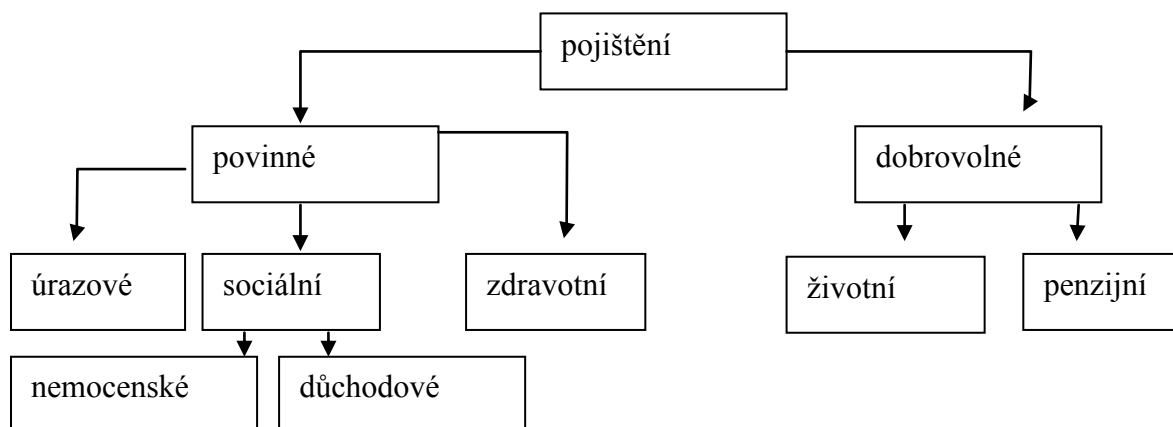 pojištění
povinné
dobrovolné
úrazové
sociální
zdravotní
životní
penzijní
nemocenské
důchodové